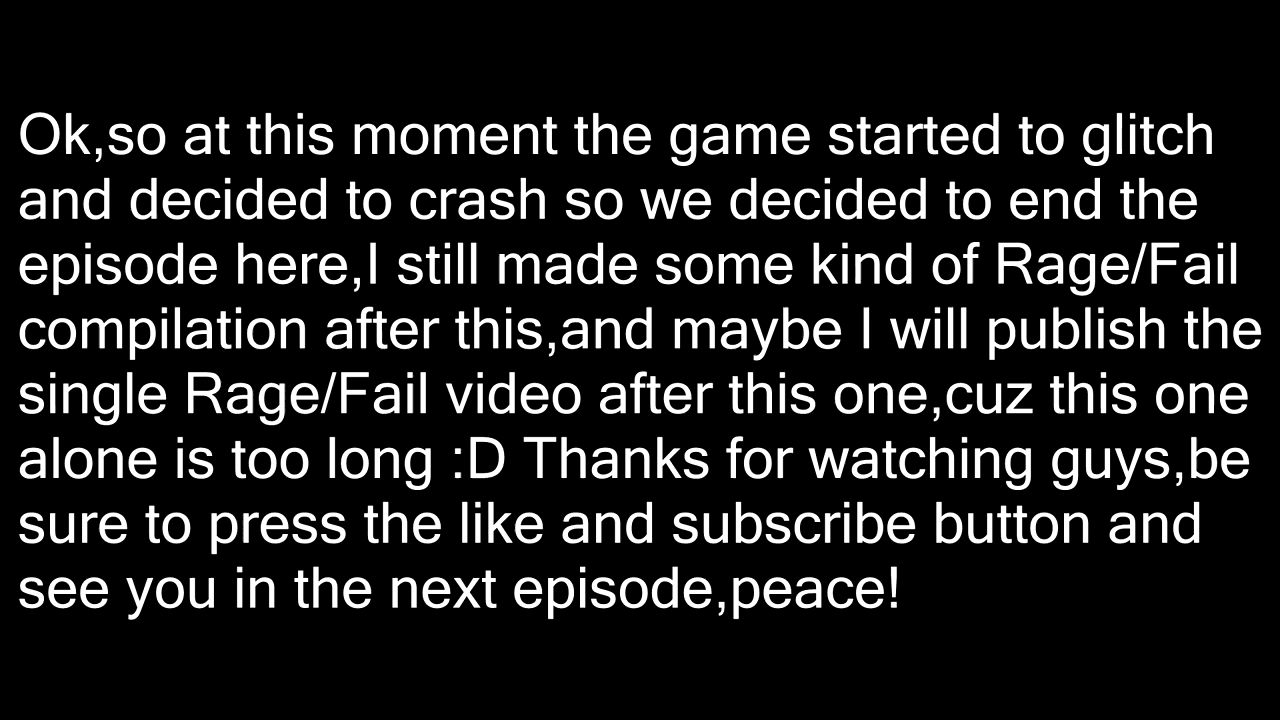 Ok,so at this moment the game started to glitch
and decided to crash so we decided to end the
episode here,I still made some kind of Rage/Fail
compilation after this,and maybe I will publish the
single Rage/Fail video after this one,cuz this one
alone is too long :D Thanks for watching guys,be
sure to press the like and subscribe button and
see you in the next episode,peace!